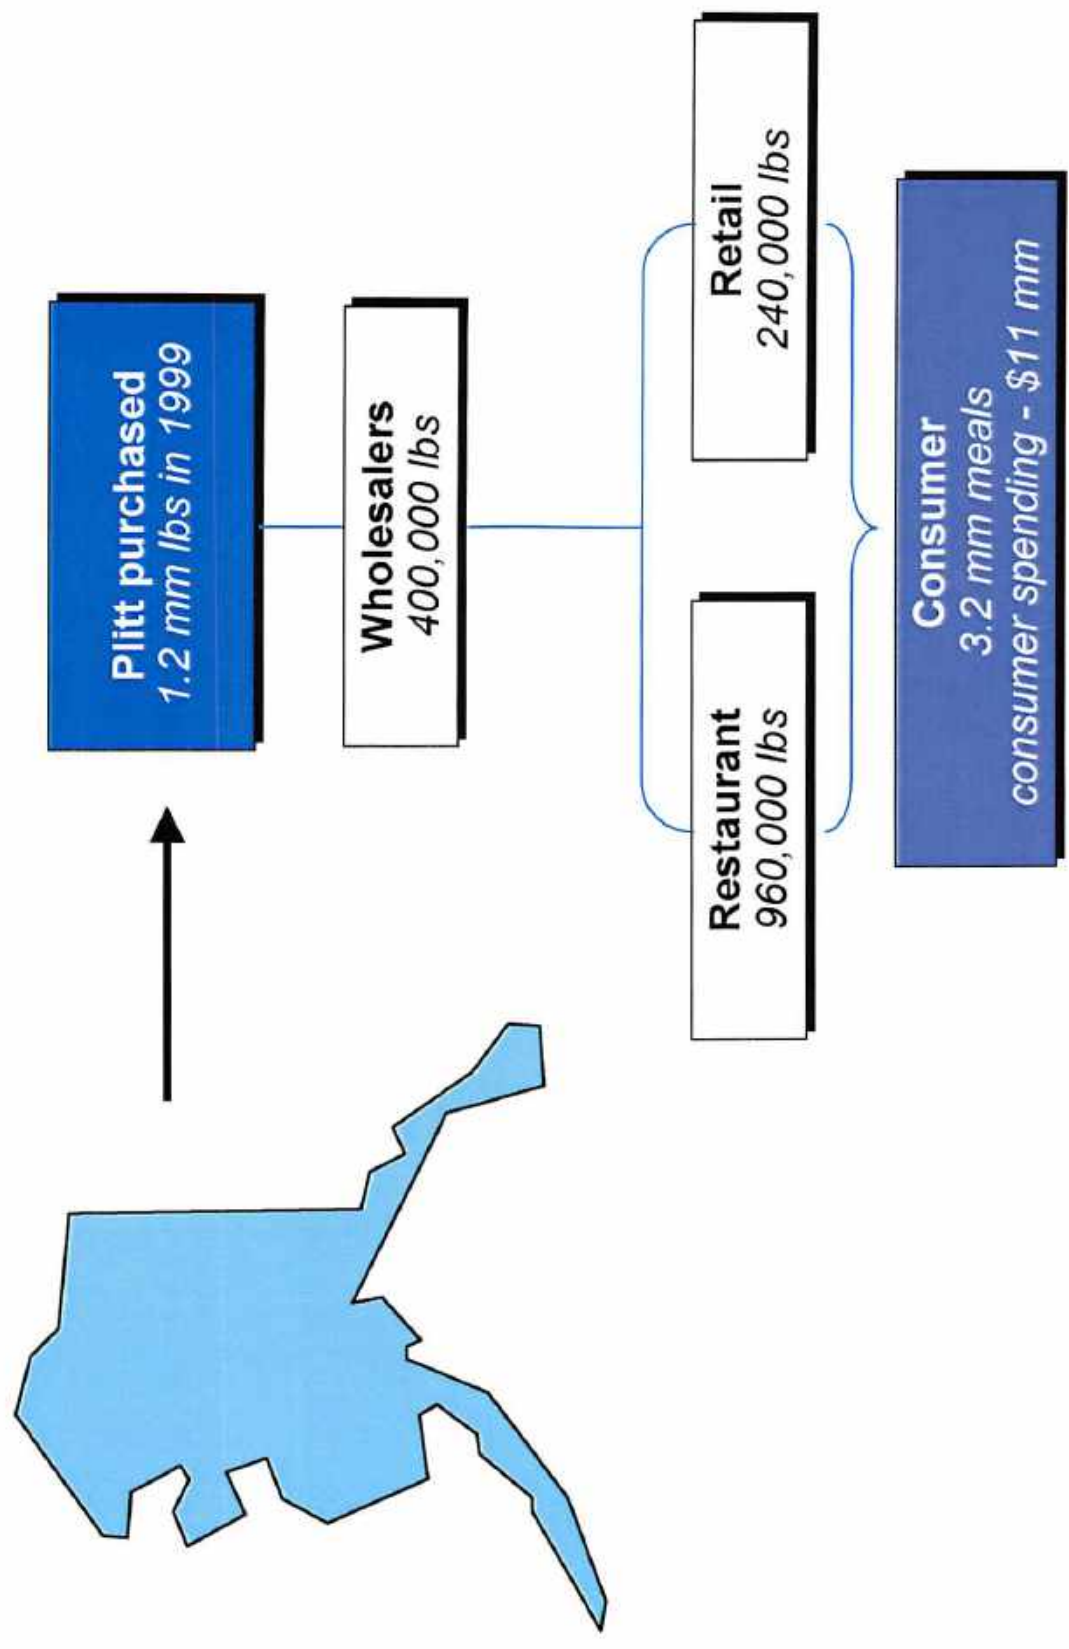 Plitt purchased
1.2 mm lbs in 1999
Wholesalers
400,000 lbs
Restaurant
960,000 lbs
Retail
240,000 lbs
Consumer
3.2 mm meals
consumer spending - $11 mm